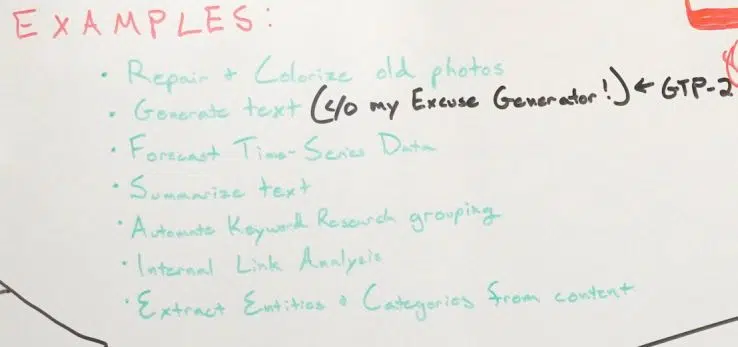 EXAMPLES:
• Repair + Colorize old photos
• Generate text (c/o my Excuse Generator!) ← GTP-2
• Forecast Time-Series Data
• Summarize text
• Automate Keyword Research grouping
• Internal Link Analysis
• Extract Entities & Categories from content